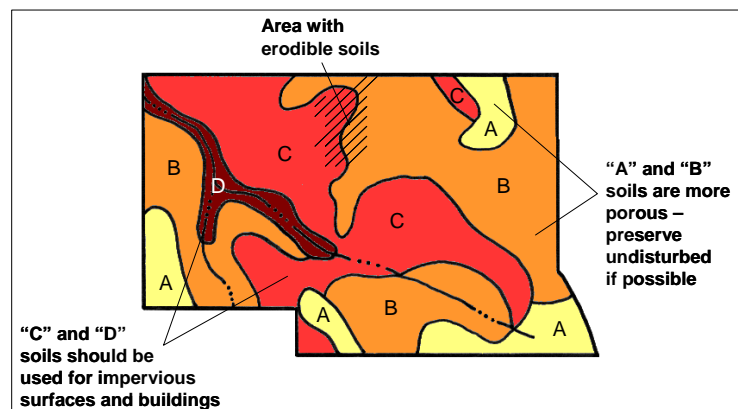 Area with
erodible soils
C
A
B
C
B
D
C
"A" and "B"
soils are more
porous –
preserve
undisturbed
if possible
A
A
B
A
"C" and "D"
soils should be
used for impervious
surfaces and buildings